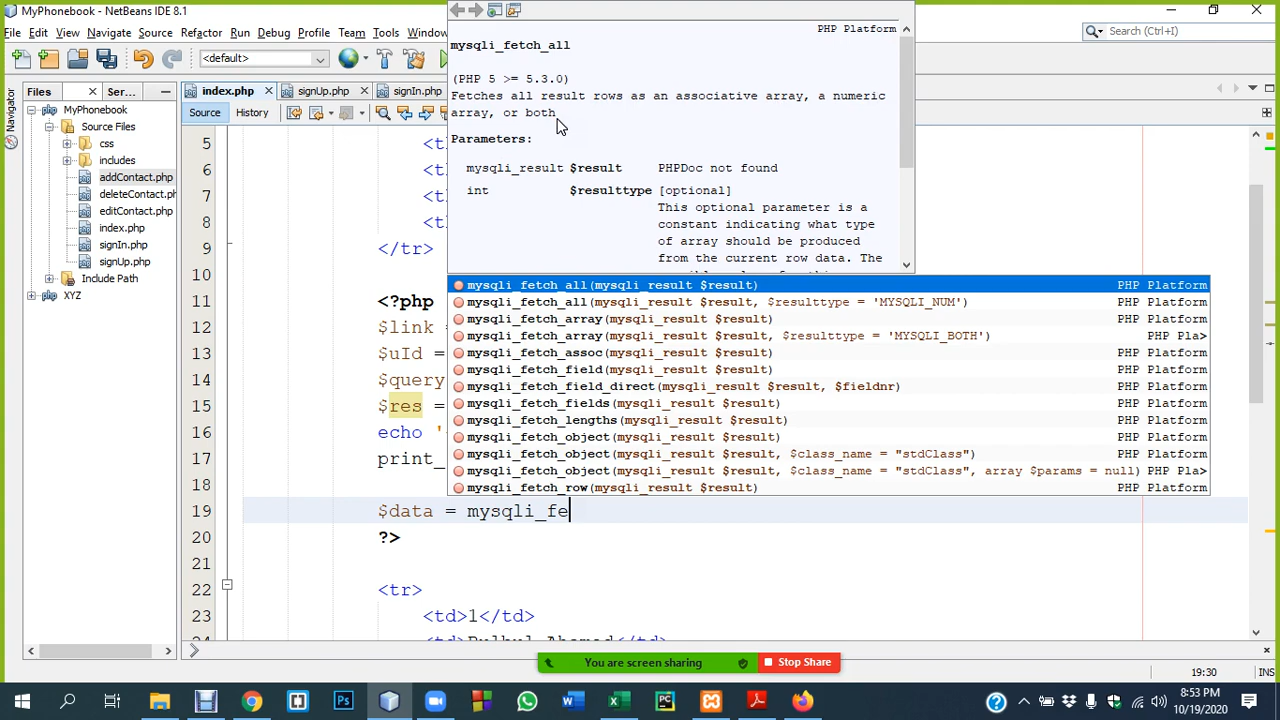 MyPhonebook - NetBeans IDE 8.1
File Edit View Navigate Source Refactor Run Debug Profile Team Tools Window
Search (Ctrl+I)
<default>
Files
Ser...
index.php
signUp.php
signIn.php
Navigator
Source
History
MyPhonebook
Source Files
css
includes
addContact.php
deleteContact.ph
editContact.php
index.php
signIn.php
signUp.php
Include Path
XYZ
PHP Platform
mysqli_fetch_all
(PHP 5 >= 5.3.0)
Fetches all result rows as an associative array, a numeric
array, or both
Parameters:
mysqli_result $result PHPDoc not found
int $resulttype [optional]
This optional parameter is a
constant indicating what type
of array should be produced
from the current row data. The
mysqli_fetch_all(mysqli_result $result) PHP Platform
mysqli_fetch_all(mysqli_result $result, $resulttype = 'MYSQLI_NUM') PHP Platform
mysqli_fetch_array(mysqli_result $result) PHP Platform
mysqli_fetch_array(mysqli_result $result, $resulttype = 'MYSQLI_BOTH') PHP Pla>
mysqli_fetch_assoc(mysqli_result $result) PHP Platform
mysqli_fetch_field(mysqli_result $result) PHP Platform
mysqli_fetch_field_direct(mysqli_result $result, $fieldnr) PHP Platform
mysqli_fetch_fields(mysqli_result $result) PHP Platform
mysqli_fetch_lengths(mysqli_result $result) PHP Platform
mysqli_fetch_object(mysqli_result $result) PHP Platform
mysqli_fetch_object(mysqli_result $result, $class_name = "stdClass") PHP Platform
mysqli_fetch_object(mysqli_result $result, $class_name = "stdClass", array $params = null) PHP Pla>
mysqli_fetch_row(mysqli_result $result) PHP Platform
5 <t
6 <t
7 <t
8 <t
9 </tr>
10
11 <?php
12 $link =
13 $uId =
14 $query
15 $res =
16 echo '
17 print_
18
19 $data = mysqli_fe
20 ?>
21
22 <tr>
23 <td>1</td>
24
You are screen sharing
Stop Share
19:30
8:53 PM
10/19/2020